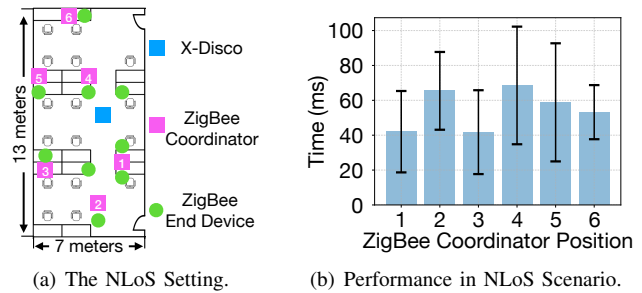 6
5
4
3
1
2
13 meters
7 meters
X-Disco
ZigBee
Coordinator
ZigBee
End Device
(a) The NLoS Setting.
Time (ms)
100
80
60
40
20
0
1 2 3 4 5 6
ZigBee Coordinator Position
(b) Performance in NLoS Scenario.